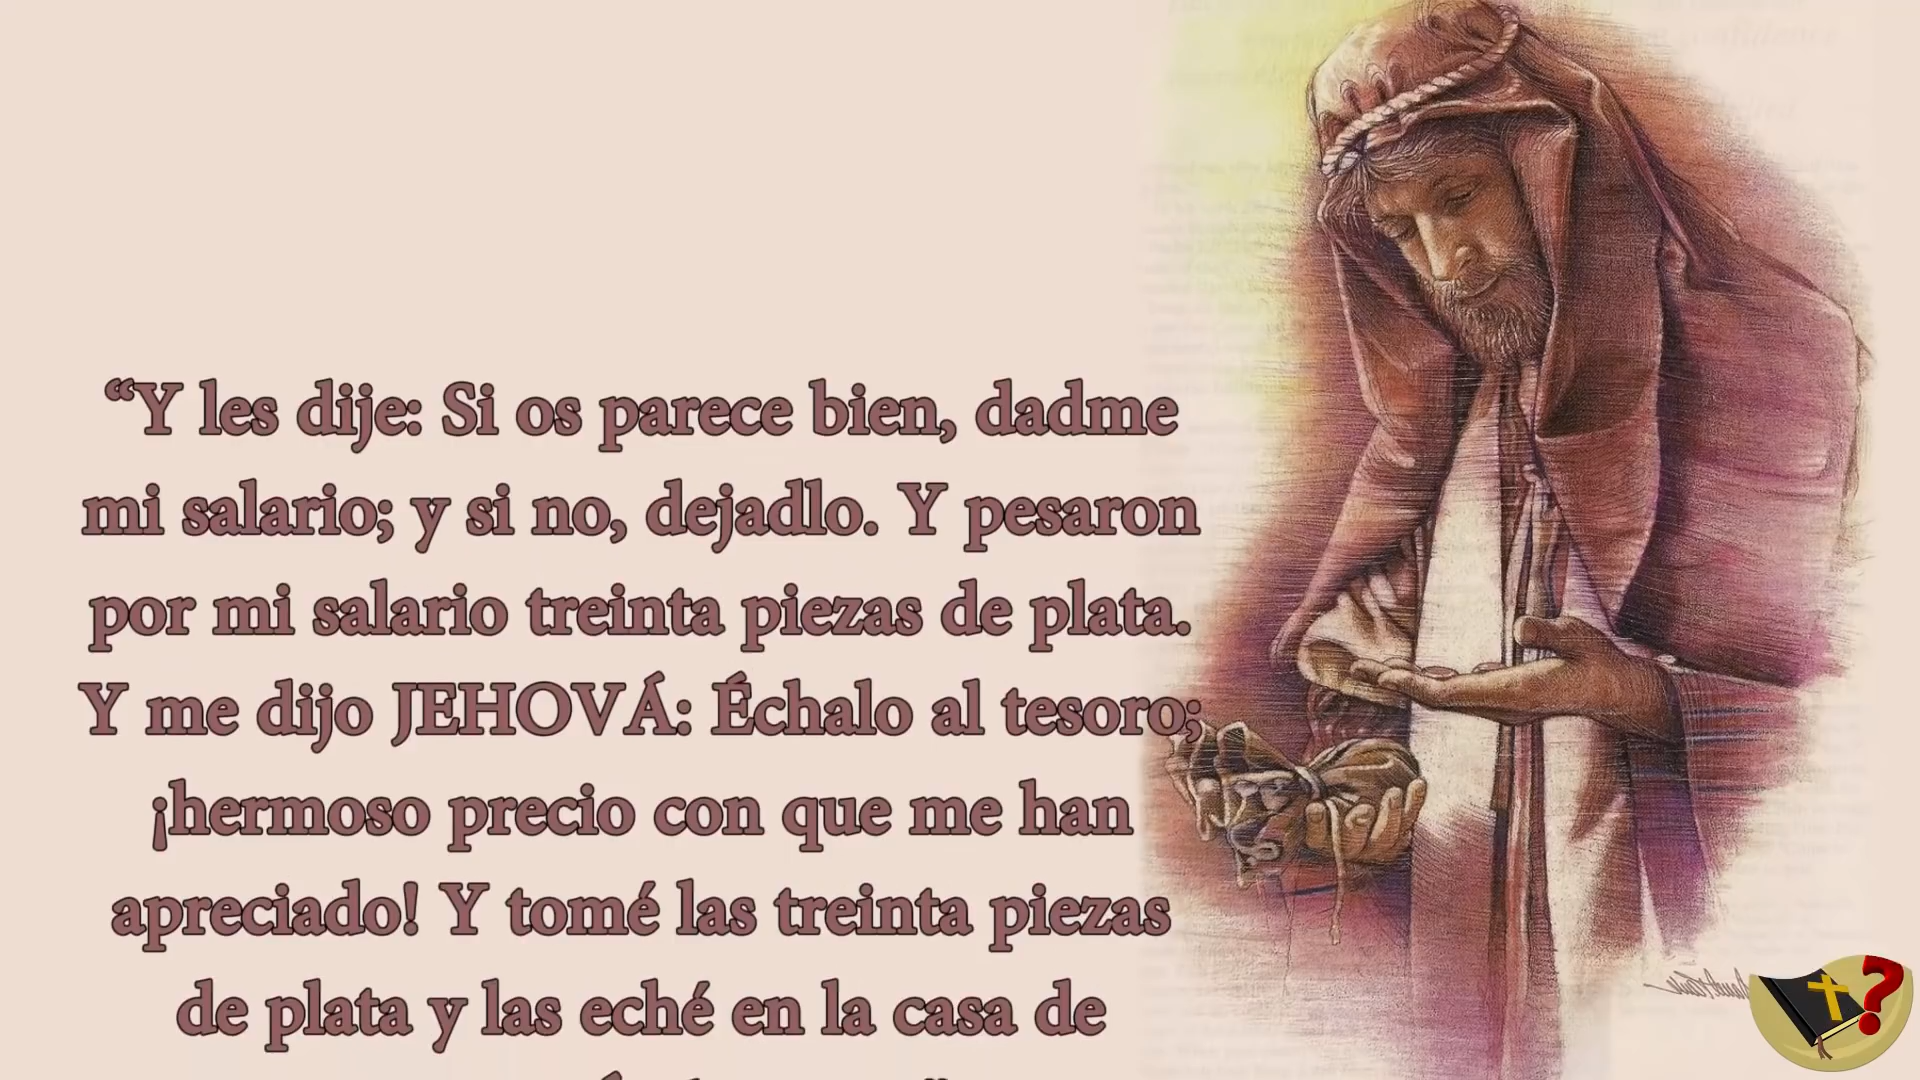 “Y les dije: Si os parece bien, dadme
mi salario; y si no, dejadlo. Y pesaron
por mi salario treinta piezas de plata.
Y me dijo JEHOVÁ: Échalo al tesoro;
¡hermoso precio con que me han
apreciado! Y tomé las treinta piezas
de plata y las eché en la casa de
?